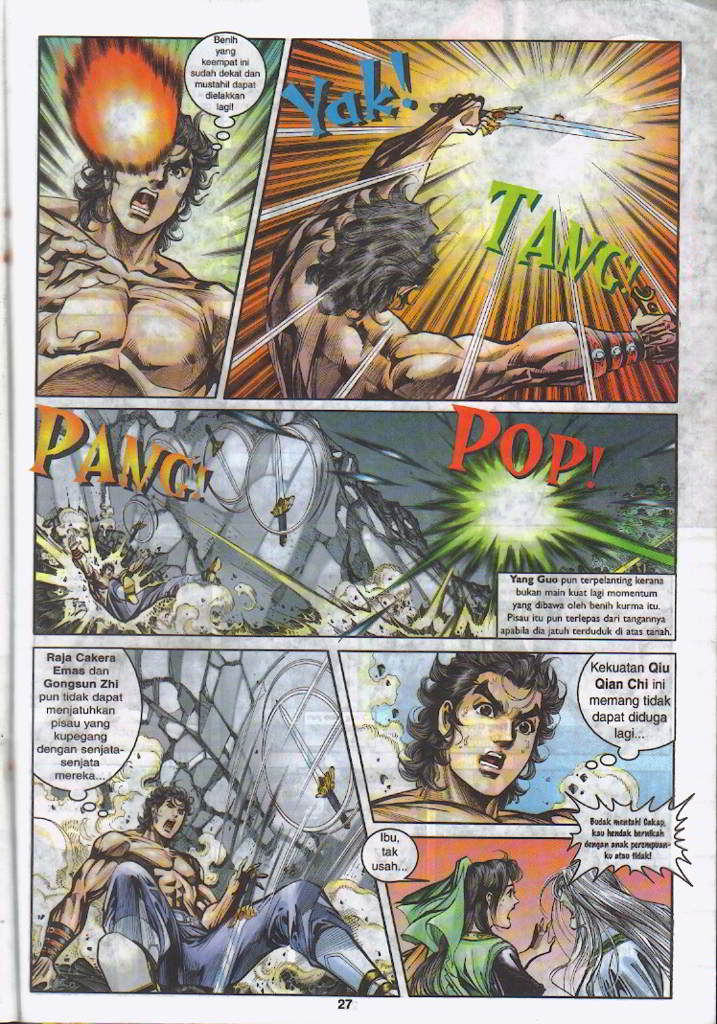 Benih
yang
keempat ini
sudah dekat dan
mustahil dapat
dielakkan
lagi!
Yak!
TANG!
PANG!
POP!
Yang Guo pun terpelanting kerana
bukan main kuat lagi momentum
yang dibawa oleh benih kurma itu.
Pisau itu pun terlepas dari tangannya
apabila dia jatuh terduduk di atas tanah.
Raja Cakera
Emas dan
Gongsun Zhi
pun tidak dapat
menjatuhkan
pisau yang
kupegang
dengan senjata-
senjata
mereka...
Kekuatan Qiu
Qian Chi ini
memang tidak
dapat diduga
lagi...
Ibu,
tak
usah...
Budak mentah! Cakap,
kau hendak bernikah
dengan anak perempuan-
ku atau tidak!
27